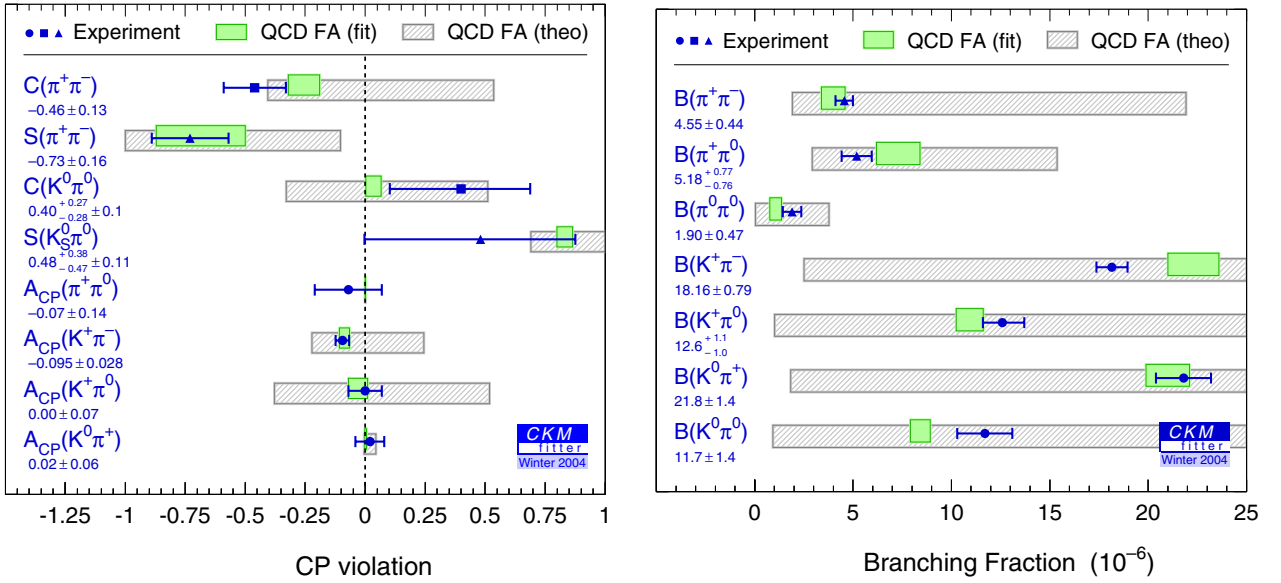 Experiment QCD FA (fit) QCD FA (theo)
C(π⁺π⁻)
−0.46 ± 0.13
S(π⁺π⁻)
−0.73 ± 0.16
C(K⁰π⁰)
0.40 +0.27 −0.28 ± 0.1
S(K⁰_Sπ⁰)
0.48 +0.38 −0.47 ± 0.11
A_CP(π⁺π⁰)
−0.07 ± 0.14
A_CP(K⁺π⁻)
−0.095 ± 0.028
A_CP(K⁺π⁰)
0.00 ± 0.07
A_CP(K⁰π⁺)
0.02 ± 0.06
CKM
fitter
Winter 2004
-1.25 -1 -0.75 -0.5 -0.25 0 0.25 0.5 0.75 1
CP violation
Experiment QCD FA (fit) QCD FA (theo)
B(π⁺π⁻)
4.55 ± 0.44
B(π⁺π⁰)
5.18 +0.77 −0.76
B(π⁰π⁰)
1.90 ± 0.47
B(K⁺π⁻)
18.16 ± 0.79
B(K⁺π⁰)
12.6 +1.1 −1.0
B(K⁰π⁺)
21.8 ± 1.4
B(K⁰π⁰)
11.7 ± 1.4
CKM
fitter
Winter 2004
0 5 10 15 20 25
Branching Fraction (10⁻⁶)